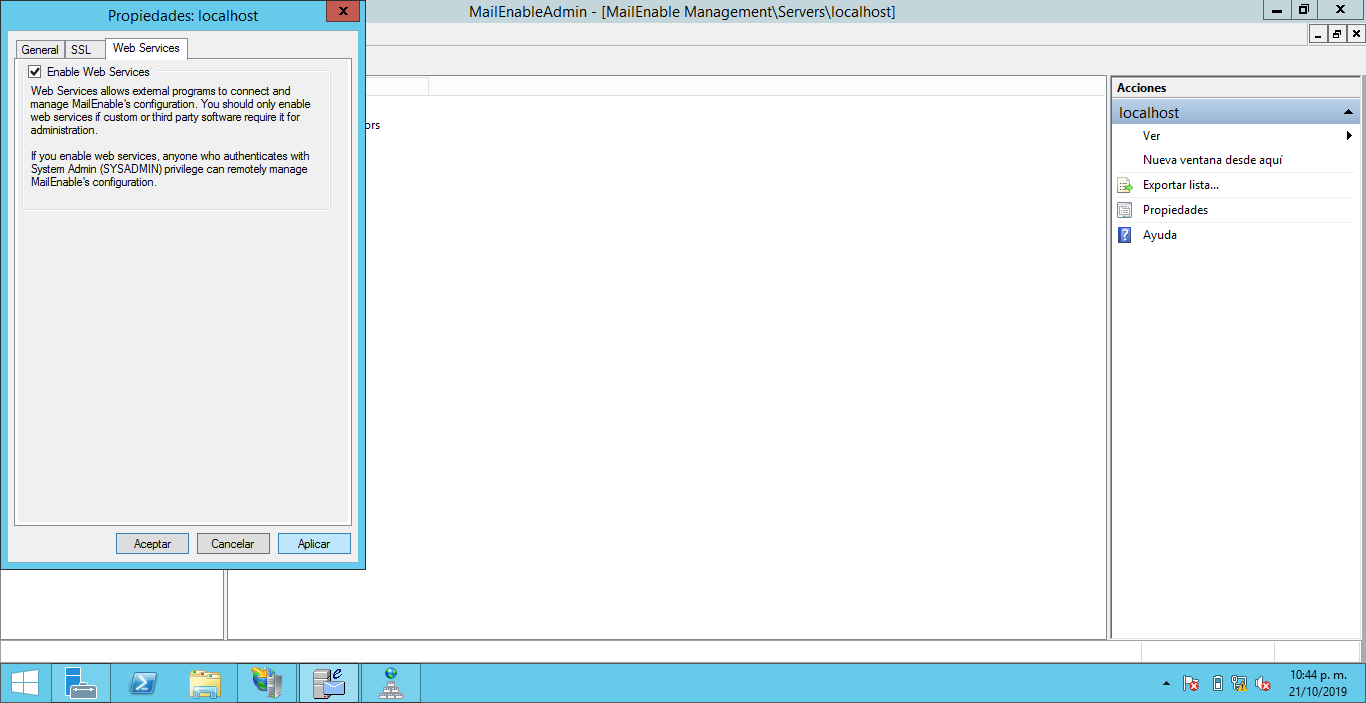 Propiedades: localhost
X
MailEnableAdmin - [MailEnable Management\Servers\localhost]
General
SSL
Web Services
Enable Web Services
Web Services allows external programs to connect and
manage MailEnable's configuration. You should only enable
web services if custom or third party software require it for
administration.
If you enable web services, anyone who authenticates with
System Admin (SYSADMIN) privilege can remotely manage
MailEnable's configuration.
ors
Aceptar
Cancelar
Aplicar
Acciones
localhost
Ver
Nueva ventana desde aquí
Exportar lista...
Propiedades
? Ayuda
10:44 p. m.
21/10/2019